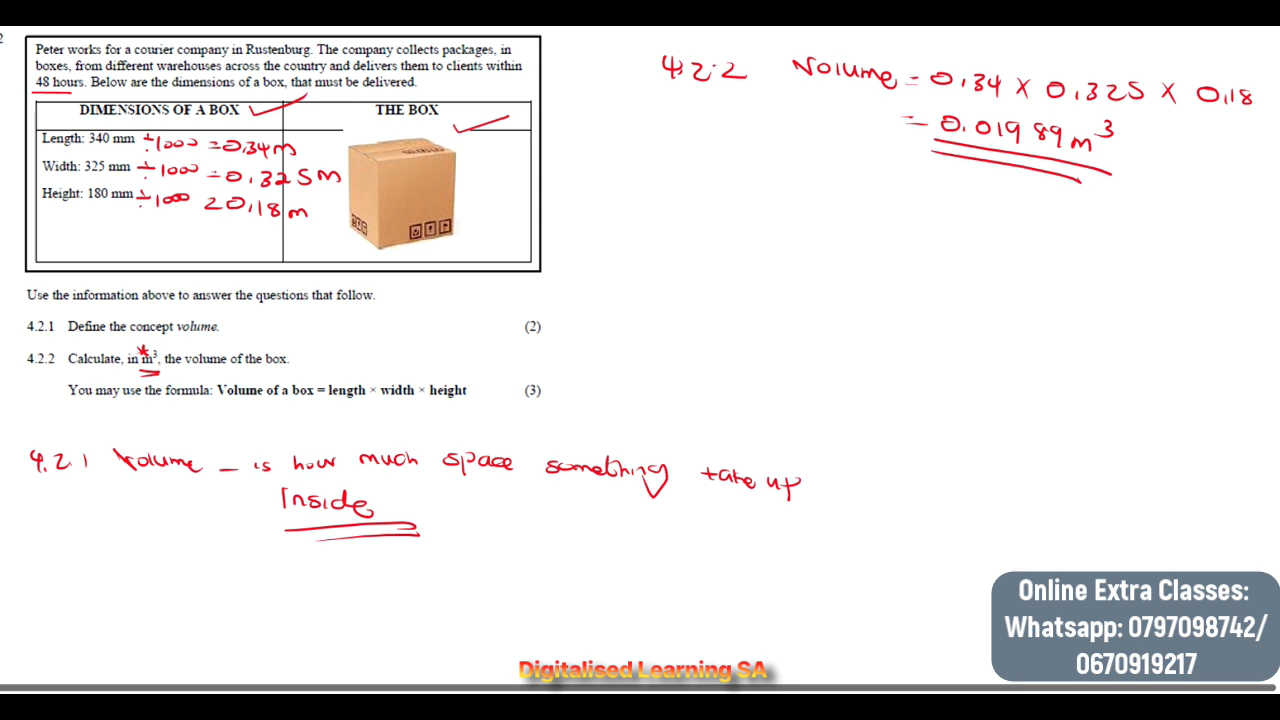 2
Peter works for a courier company in Rustenburg. The company collects packages, in
boxes, from different warehouses across the country and delivers them to clients within
48 hours. Below are the dimensions of a box, that must be delivered.
DIMENSIONS OF A BOX
THE BOX
Length: 340 mm ÷1000 = 0.34m
Width: 325 mm ÷1000 = 0.325m
Height: 180 mm ÷1000 = 0.18m
Use the information above to answer the questions that follow.
4.2.1 Define the concept volume. (2)
4.2.2 Calculate, in m³, the volume of the box.
You may use the formula: Volume of a box = length × width × height (3)
4.2.1 Volume – is how much space something take up
Inside
4.2.2 Volume = 0.34 × 0.325 × 0.18
= 0.01989m³
Online Extra Classes:
Whatsapp: 0797098742/
0670919217
Digitalised Learning SA